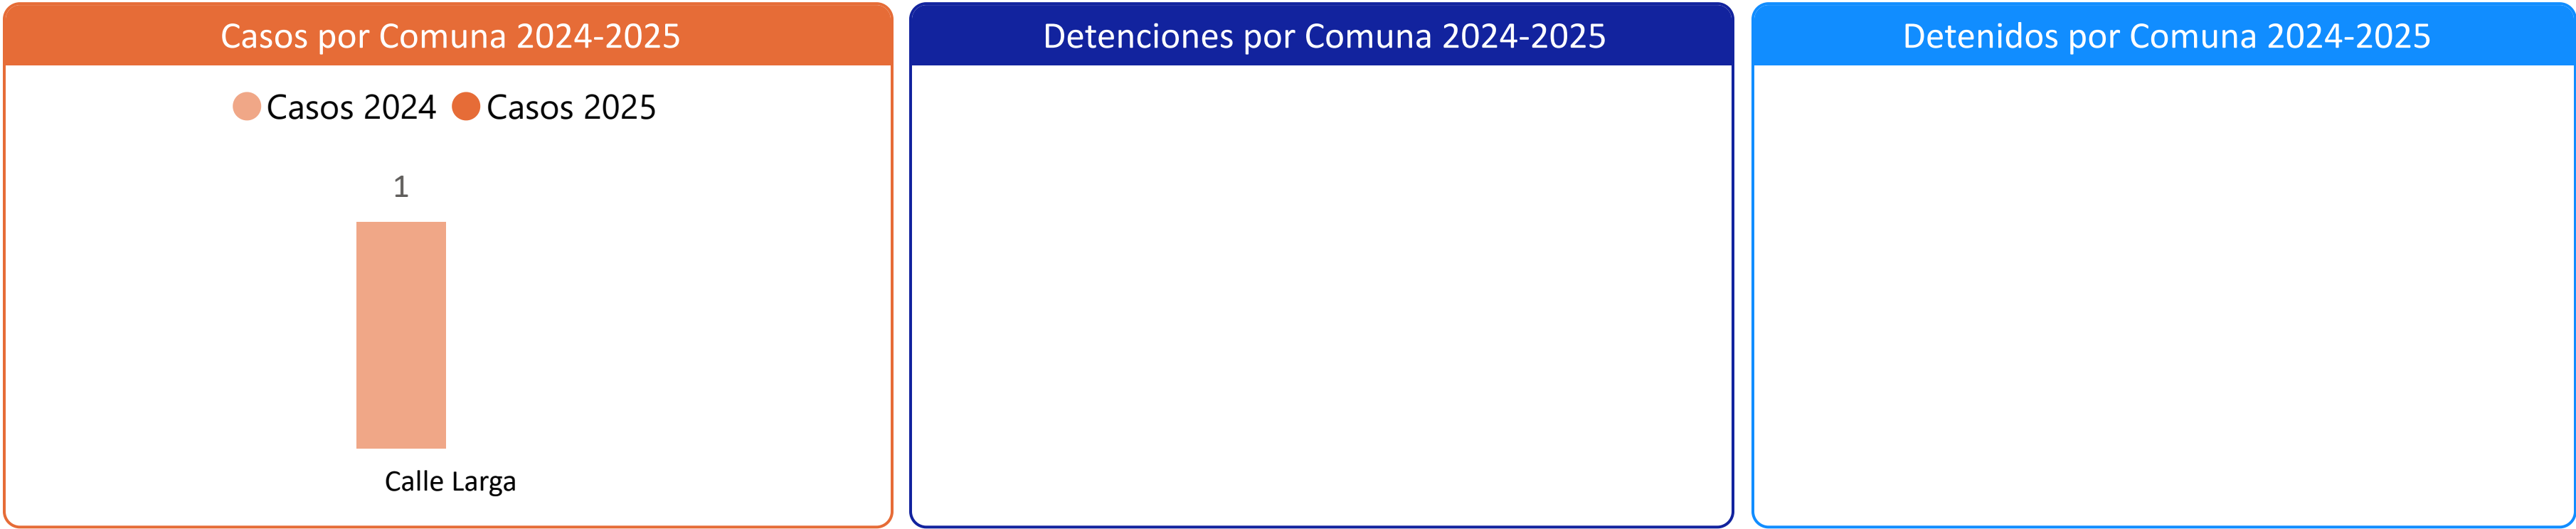 Casos por Comuna 2024-2025
Casos 2024 Casos 2025
1
Calle Larga
Detenciones por Comuna 2024-2025
Detenidos por Comuna 2024-2025